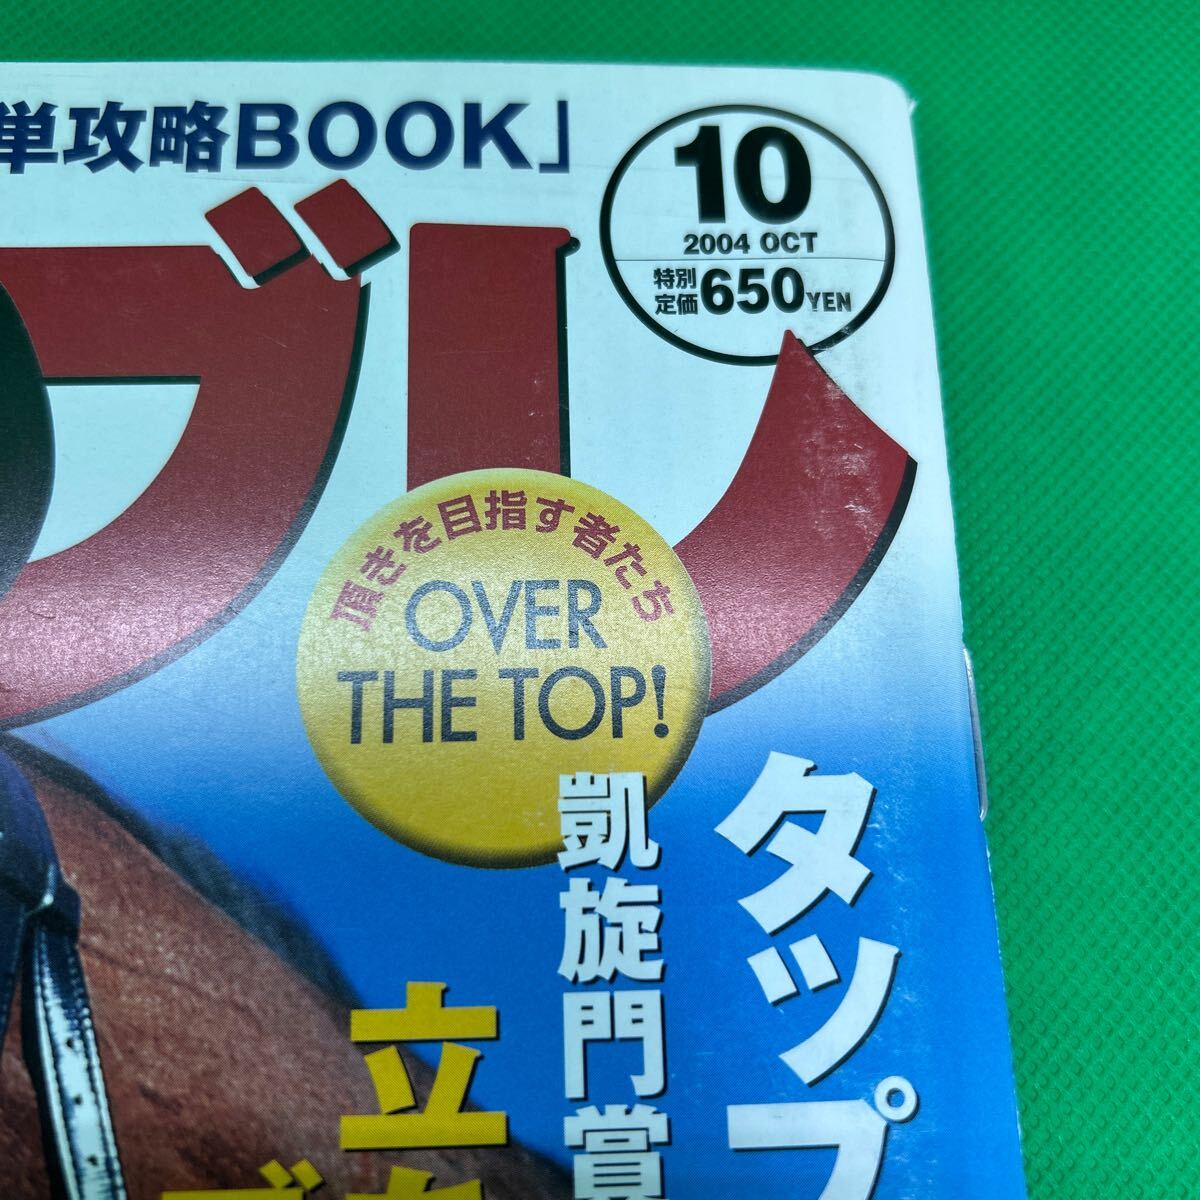 単攻略BOOK」
10
2004 OCT
特別定価650YEN
ブル
頂きを目指す者たち
OVER
THE TOP!
タップ
凱旋門賞
立